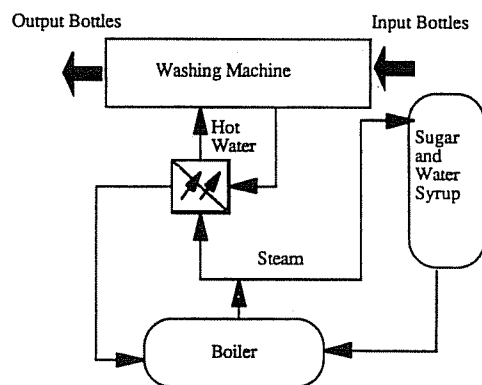 Output Bottles
Input Bottles
Washing Machine
Hot
Water
Sugar
and
Water
Syrup
Steam
Boiler